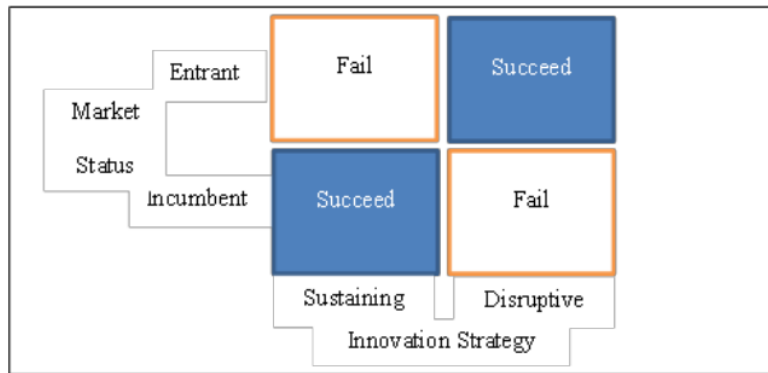 Fail
Succeed
Entrant
Market
Status
Incumbent
Succeed
Fail
Sustaining
Disruptive
Innovation Strategy